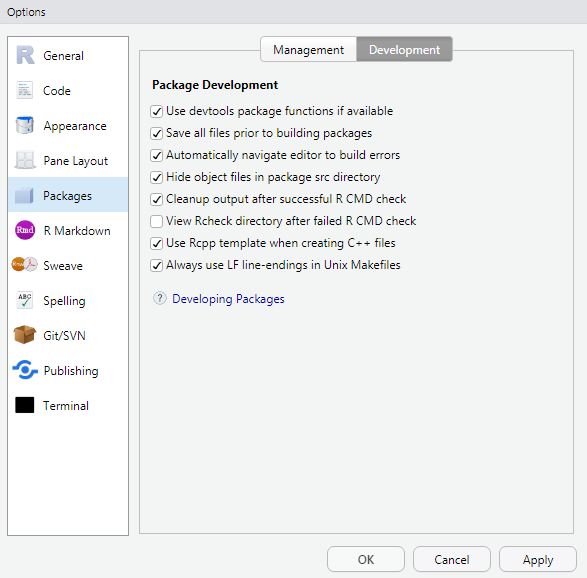 Options
General
Code
Appearance
Pane Layout
Packages
Rmd
R Markdown
Sweave
ABC
Spelling
Git/SVN
Publishing
Terminal
Management
Development
Package Development
Use devtools package functions if available
Save all files prior to building packages
Automatically navigate editor to build errors
Hide object files in package src directory
Cleanup output after successful R CMD check
View Rcheck directory after failed R CMD check
Use Rcpp template when creating C++ files
Always use LF line-endings in Unix Makefiles
? Developing Packages
OK
Cancel
Apply